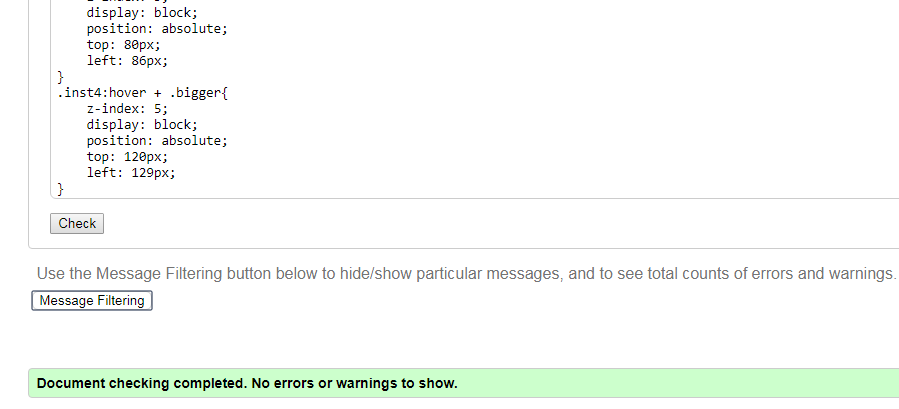 display: block;
position: absolute;
top: 80px;
left: 86px;
}
.inst4:hover + .bigger{
z-index: 5;
display: block;
position: absolute;
top: 120px;
left: 129px;
}
Check
Use the Message Filtering button below to hide/show particular messages, and to see total counts of errors and warnings.
Message Filtering
Document checking completed. No errors or warnings to show.